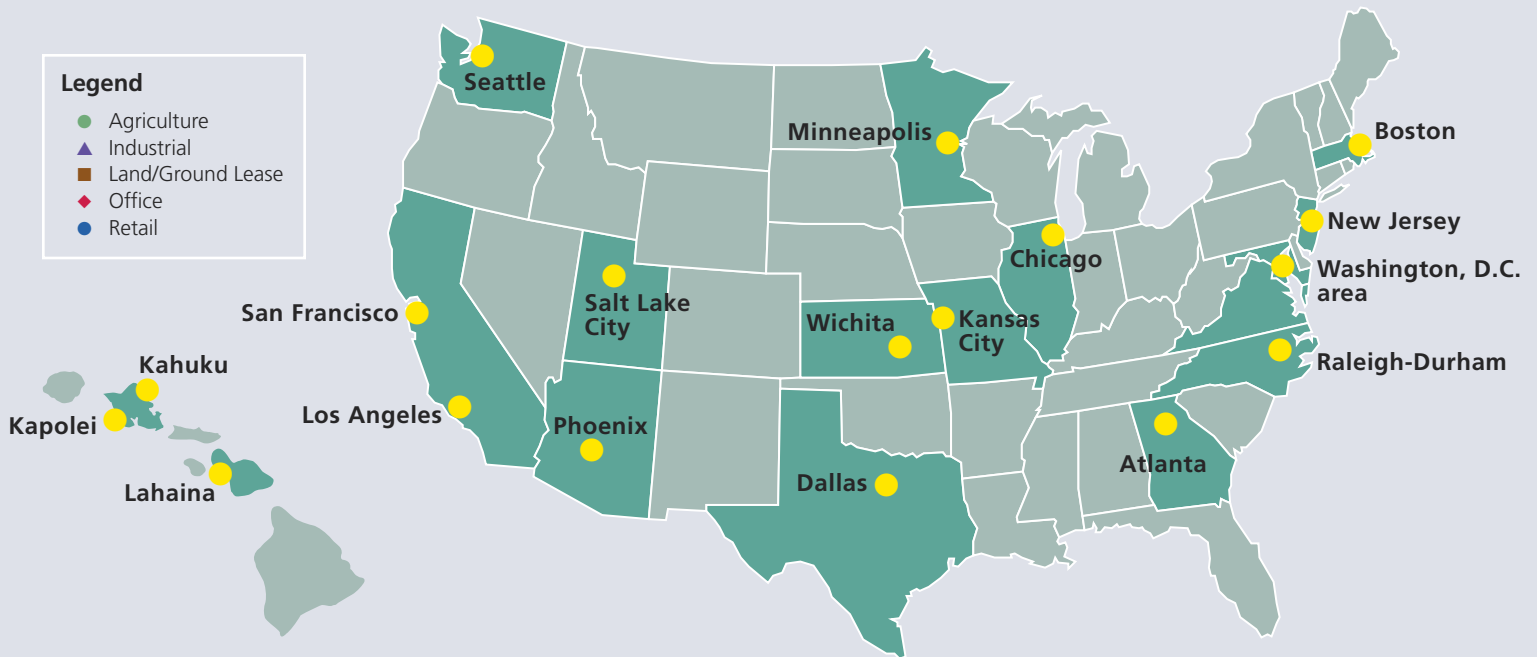 Legend
Agriculture
Industrial
Land/Ground Lease
Office
Retail
Seattle
Minneapolis
Boston
New Jersey
Chicago
Washington, D.C.
area
Salt Lake
City
San Francisco
Wichita
Kansas
City
Raleigh-Durham
Kahuku
Kapolei
Lahaina
Los Angeles
Phoenix
Dallas
Atlanta